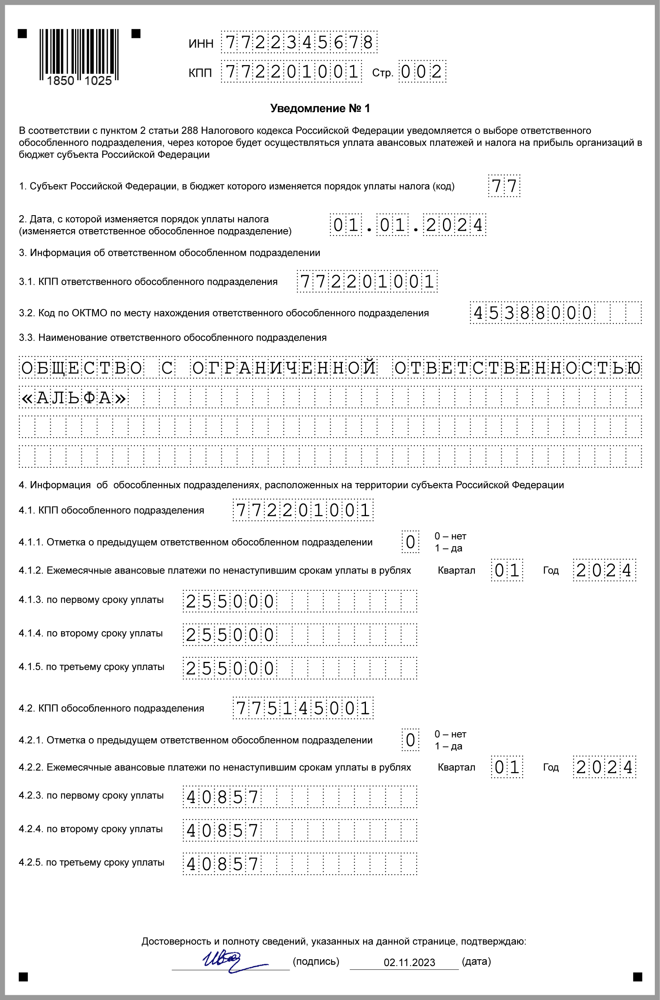 ИНН 7722345678
КПП 772201001 Стр. 002
1850 1025
Уведомление № 1
В соответствии с пунктом 2 статьи 288 Налогового кодекса Российской Федерации уведомляется о выборе ответственного
обособленного подразделения, через которое будет осуществляться уплата авансовых платежей и налога на прибыль организаций в
бюджет субъекта Российской Федерации
1. Субъект Российской Федерации, в бюджет которого изменяется порядок уплаты налога (код) 77
2. Дата, с которой изменяется порядок уплаты налога
(изменяется ответственное обособленное подразделение) 01.01.2024
3. Информация об ответственном обособленном подразделении
3.1. КПП ответственного обособленного подразделения 772201001
3.2. Код по ОКТМО по месту нахождения ответственного обособленного подразделения 45388000
3.3. Наименование ответственного обособленного подразделения
ОБЩЕСТВО С ОГРАНИЧЕННОЙ ОТВЕТСТВЕННОСТЬЮ
«АЛЬФА»
4. Информация об обособленных подразделениях, расположенных на территории субъекта Российской Федерации
4.1. КПП обособленного подразделения 772201001
4.1.1. Отметка о предыдущем ответственном обособленном подразделении 0 0 – нет
1 – да
4.1.2. Ежемесячные авансовые платежи по ненаступившим срокам уплаты в рублях Квартал 01 Год 2024
4.1.3. по первому сроку уплаты 255000
4.1.4. по второму сроку уплаты 255000
4.1.5. по третьему сроку уплаты 255000
4.2. КПП обособленного подразделения 775145001
4.2.1. Отметка о предыдущем ответственном обособленном подразделении 0 0 – нет
1 – да
4.2.2. Ежемесячные авансовые платежи по ненаступившим срокам уплаты в рублях Квартал 01 Год 2024
4.2.3. по первому сроку уплаты 40857
4.2.4. по второму сроку уплаты 40857
4.2.5. по третьему сроку уплаты 40857
Достоверность и полноту сведений, указанных на данной странице, подтверждаю:
(подпись) 02.11.2023 (дата)